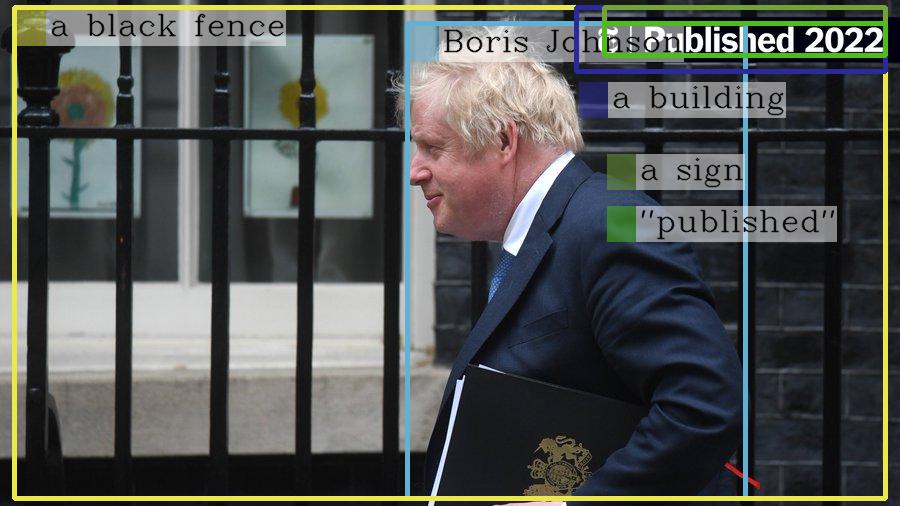 a black fence
Boris Johnson
Published 2022
a building
a sign
"published"